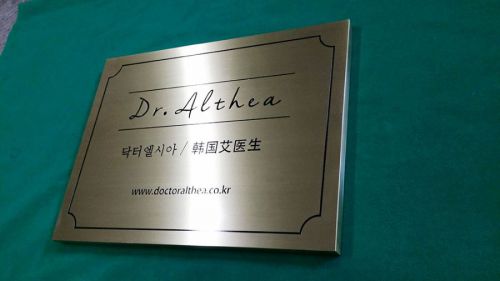 Dr. Althea
닥터엘시아 / 韩国艾医生
www.doctoralthea.co.kr